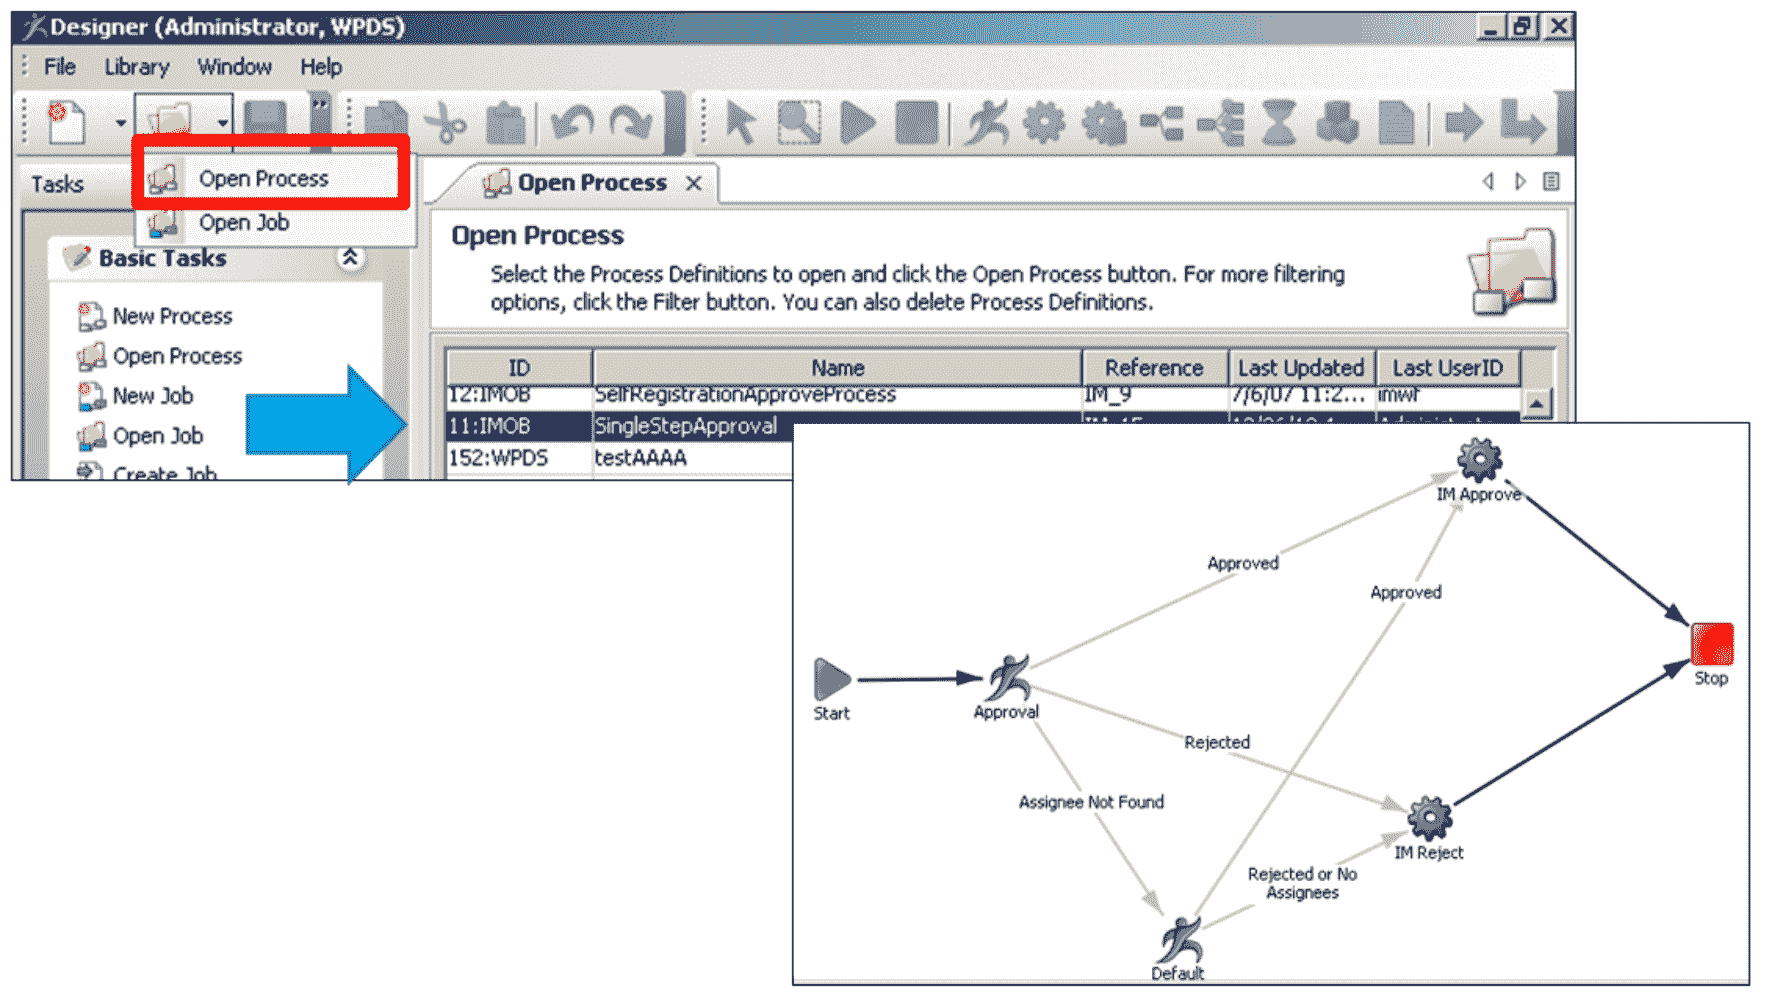 Designer (Administrator, WPDS)
File Library Window Help
Open Process
Open Job
Tasks
Basic Tasks
New Process
Open Process
New Job
Open Job
Create Job
Open Process
Open Process
Select the Process Definitions to open and click the Open Process button. For more filtering
options, click the Filter button. You can also delete Process Definitions.
ID Name Reference Last Updated Last UserID
12:IMOB SelfRegistrationApproveProcess IM_9 7/6/07 11:2... imwf
11:IMOB SingleStepApproval
152:WPDS testAAAA
IM Approve
Approved
Approved
Start
Approval
Stop
Rejected
Assignee Not Found
IM Reject
Rejected or No
Assignees
Default